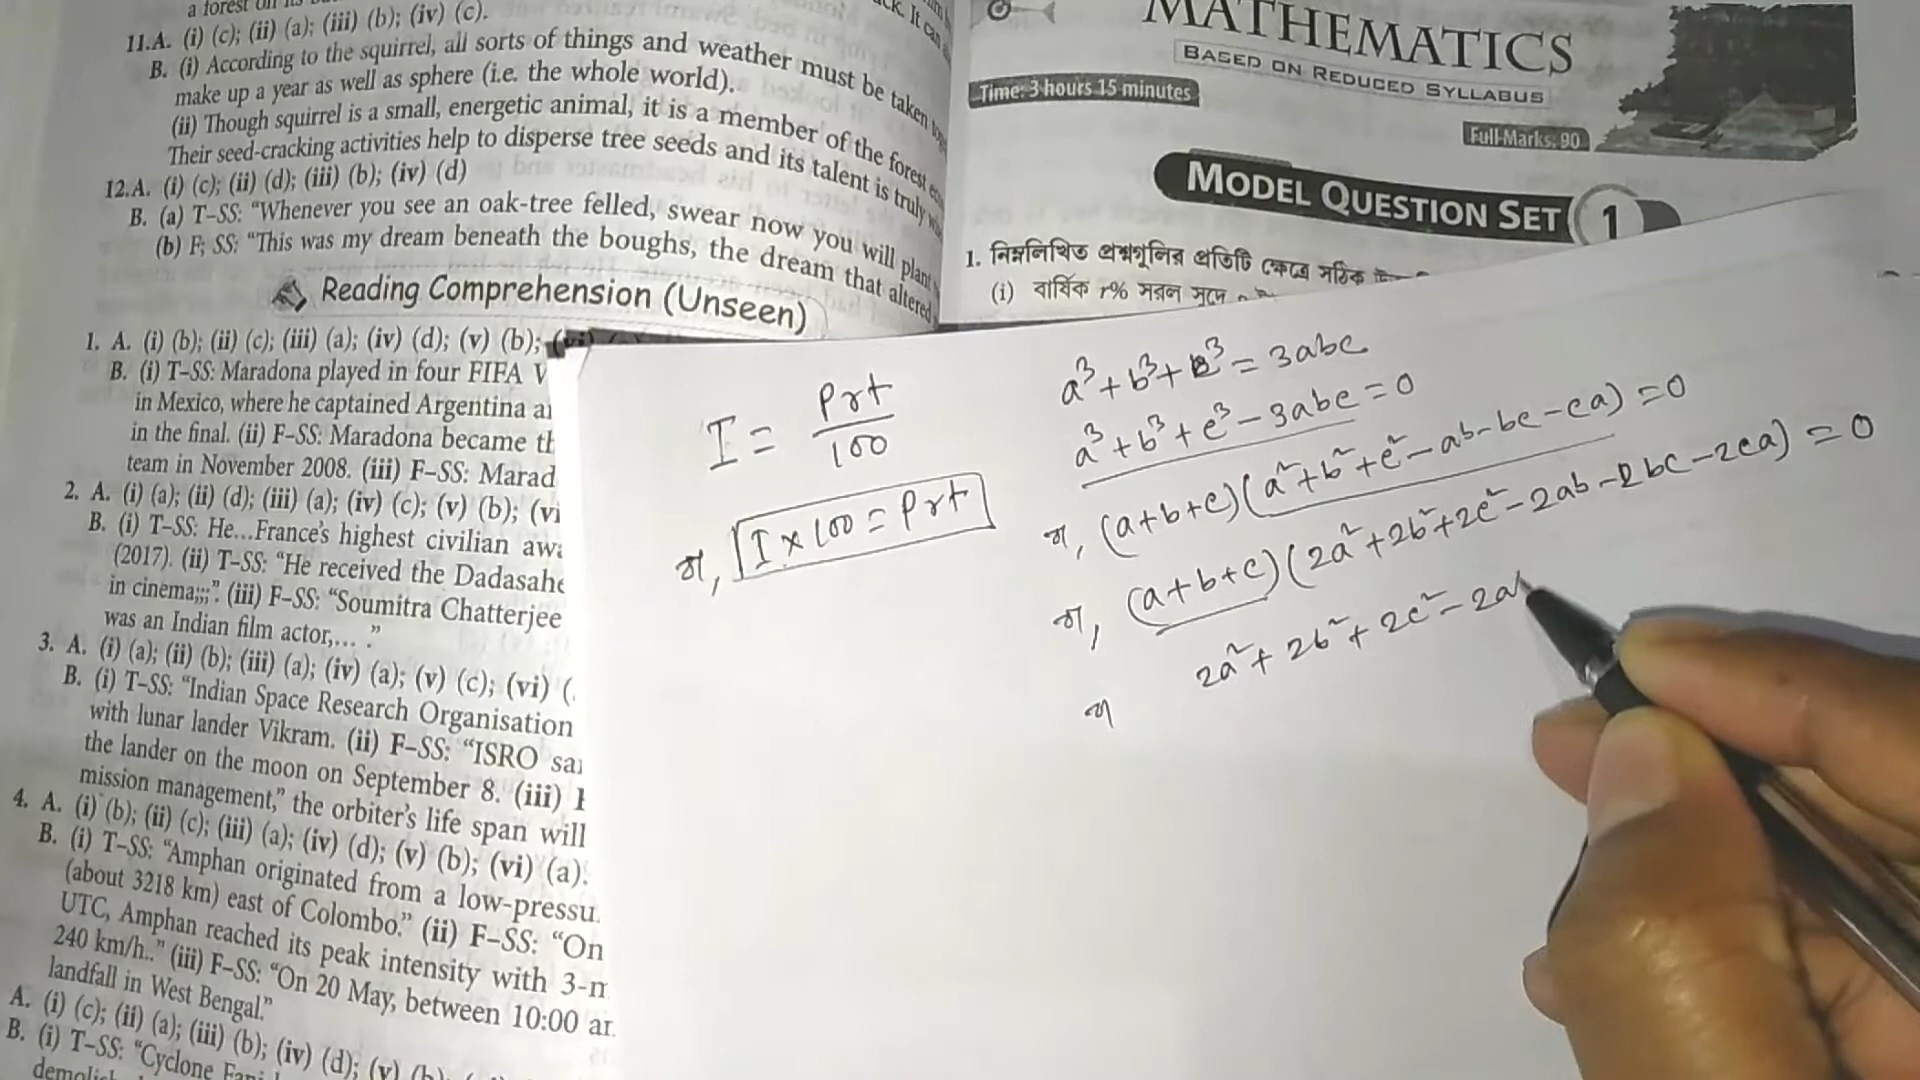 a forest on its
11.A. (i) (c); (ii) (a); (iii) (b); (iv) (c).
B. (i) According to the squirrel, all sorts of things and weather must be taken
make up a year as well as sphere (i.e. the whole world).
(ii) Though squirrel is a small, energetic animal, it is a member of the forest
Their seed-cracking activities help to disperse tree seeds and its talent is truly
12.A. (i) (c); (ii) (d); (iii) (b); (iv) (d)
B. (a) T–SS: “Whenever you see an oak-tree felled, swear now you will plant
(b) F; SS: “This was my dream beneath the boughs, the dream that altered
Reading Comprehension (Unseen)
1. A. (i) (b); (ii) (c); (iii) (a); (iv) (d); (v) (b);
B. (i) T–SS: Maradona played in four FIFA
in Mexico, where he captained Argentina
in the final. (ii) F–SS: Maradona became
team in November 2008. (iii) F–SS:
2. A. (i) (a); (ii) (d); (iii) (a); (iv) (c); (v) (b);
B. (i) T–SS: He...France's highest civilian
(2017). (ii) T–SS: “He received the
in cinema;;;”. (iii) F–SS: “Soumitra Chatterjee
was an Indian film actor,... ”
3. A. (i) (a); (ii) (b); (iii) (a); (iv) (a); (v) (c); (vi)
B. (i) T–SS: “Indian Space Research Organisation
with lunar lander Vikram. (ii) F–SS: “ISRO
the lander on the moon on September 8. (iii)
mission management,” the orbiter's life span will
4. A. (i) (b); (ii) (c); (iii) (a); (iv) (d); (v) (b); (vi) (a).
B. (i) T–SS: “Amphan originated from a
(about 3218 km) east of Colombo.” (ii) F–SS: “On
UTC, Amphan reached its peak intensity with
240 km/h..” (iii) F–SS: “On 20 May, between 10:00
landfall in West Bengal.”
A. (i) (c); (ii) (a); (iii) (b); (iv) (d); (v) (b);
B. (i) T–SS: “Cyclone
ck. It can
MATHEMATICS
BASED ON REDUCED SYLLABUS
Time: 3 hours 15 minutes
Full Marks: 90
MODEL QUESTION SET 1
1. নিম্নলিখিত প্রশ্নগুলির প্রতিটি ক্ষেত্রে সঠিক
(i) বার্ষিক r% সরল সুদে
I = Prt/100
বা, I × 100 = Prt
a³ + b³ + c³ = 3abc
a³ + b³ + c³ – 3abc = 0
বা, (a+b+c)(a²+b²+c²–ab–bc–ca) = 0
বা, (a+b+c)(2a²+2b²+2c²–2ab–2bc–2ca) = 0
বা 2a² + 2b² + 2c² – 2a